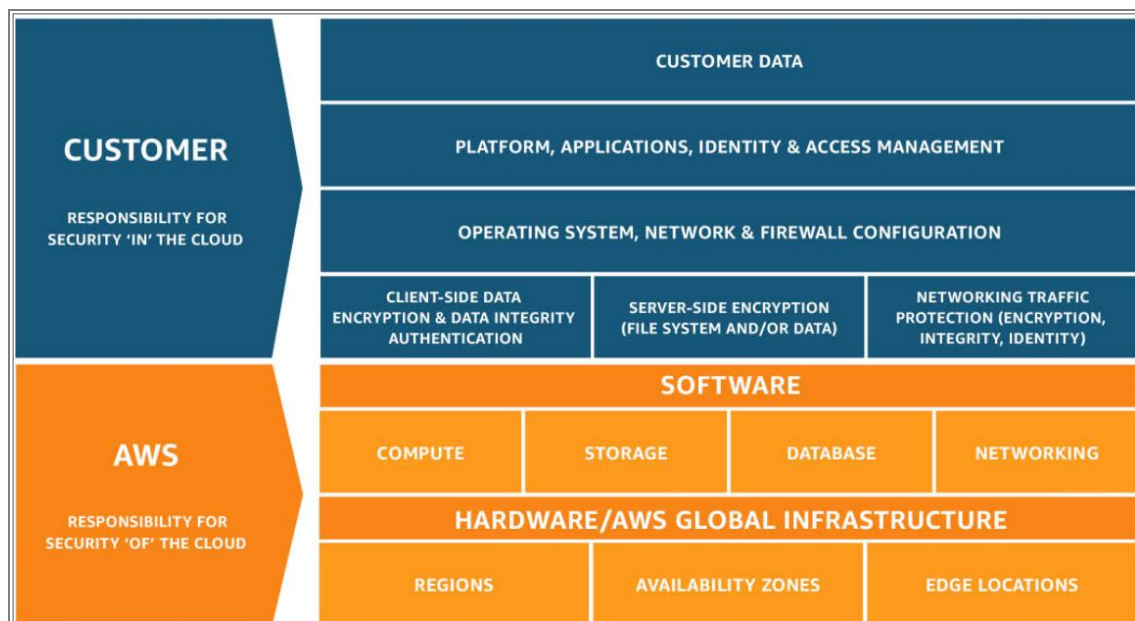 CUSTOMER
RESPONSIBILITY FOR
SECURITY ‘IN’ THE CLOUD
CUSTOMER DATA
PLATFORM, APPLICATIONS, IDENTITY & ACCESS MANAGEMENT
OPERATING SYSTEM, NETWORK & FIREWALL CONFIGURATION
CLIENT-SIDE DATA
ENCRYPTION & DATA INTEGRITY
AUTHENTICATION
SERVER-SIDE ENCRYPTION
(FILE SYSTEM AND/OR DATA)
NETWORKING TRAFFIC
PROTECTION (ENCRYPTION,
INTEGRITY, IDENTITY)
AWS
RESPONSIBILITY FOR
SECURITY ‘OF’ THE CLOUD
SOFTWARE
COMPUTE
STORAGE
DATABASE
NETWORKING
HARDWARE/AWS GLOBAL INFRASTRUCTURE
REGIONS
AVAILABILITY ZONES
EDGE LOCATIONS